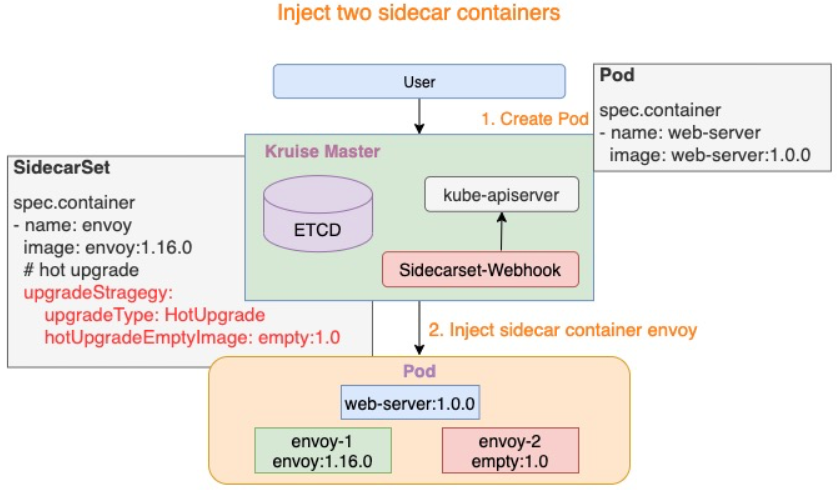 Inject two sidecar containers
User
1. Create Pod
Pod
spec.container
- name: web-server
image: web-server:1.0.0
Kruise Master
ETCD
kube-apiserver
Sidecarset-Webhook
SidecarSet
spec.container
- name: envoy
image: envoy:1.16.0
# hot upgrade
upgradeStragegy:
upgradeType: HotUpgrade
hotUpgradeEmptyImage: empty:1.0
2. Inject sidecar container envoy
Pod
web-server:1.0.0
envoy-1
envoy:1.16.0
envoy-2
empty:1.0